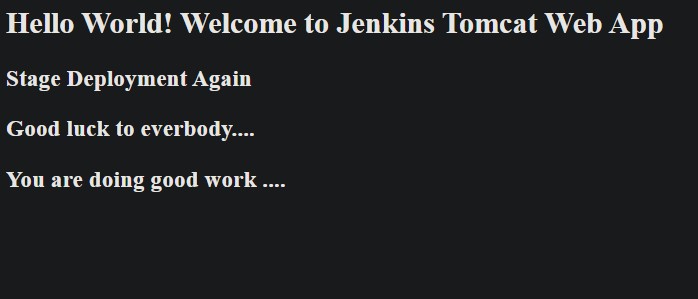 Hello World! Welcome to Jenkins Tomcat Web App
Stage Deployment Again
Good luck to everbody....
You are doing good work ....